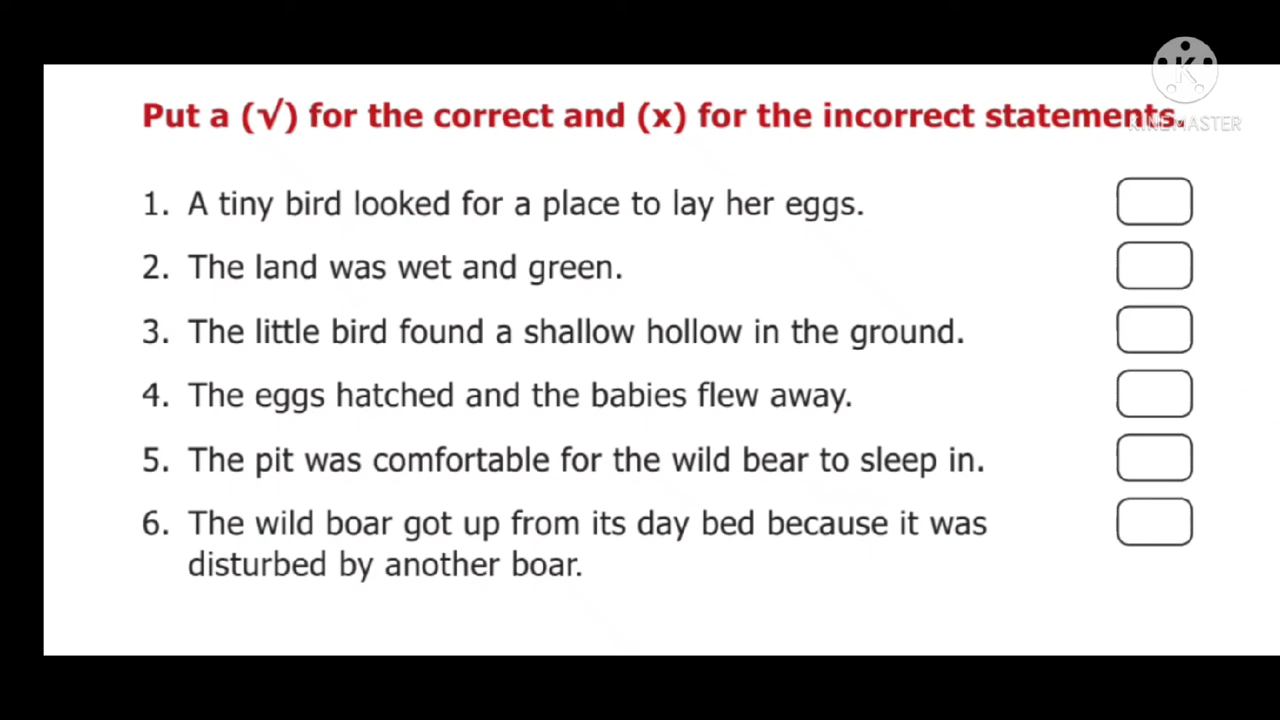 Put a (√) for the correct and (x) for the incorrect statements.
KINEMASTER
1. A tiny bird looked for a place to lay her eggs.
2. The land was wet and green.
3. The little bird found a shallow hollow in the ground.
4. The eggs hatched and the babies flew away.
5. The pit was comfortable for the wild bear to sleep in.
6. The wild boar got up from its day bed because it was
disturbed by another boar.